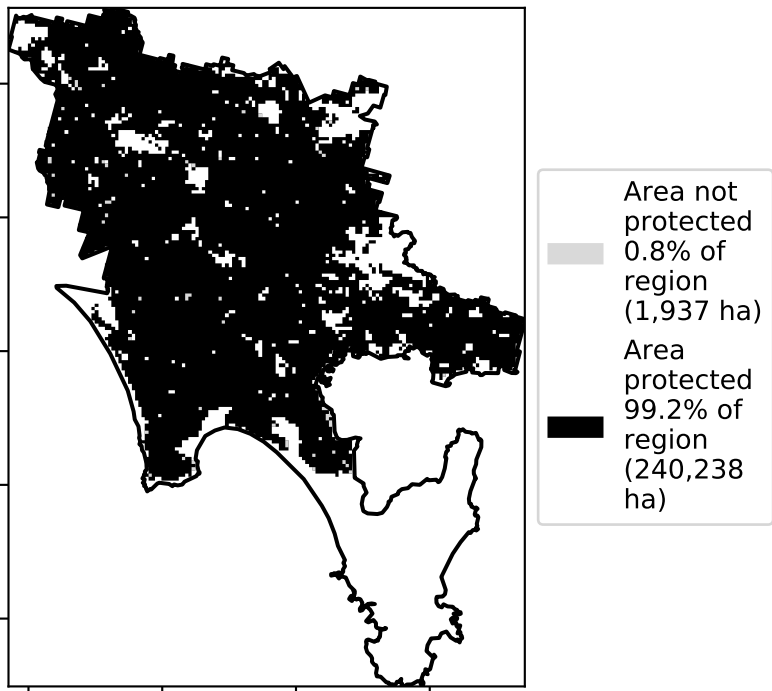 Area not
protected
0.8% of
region
(1,937 ha)
Area
protected
99.2% of
region
(240,238
ha)